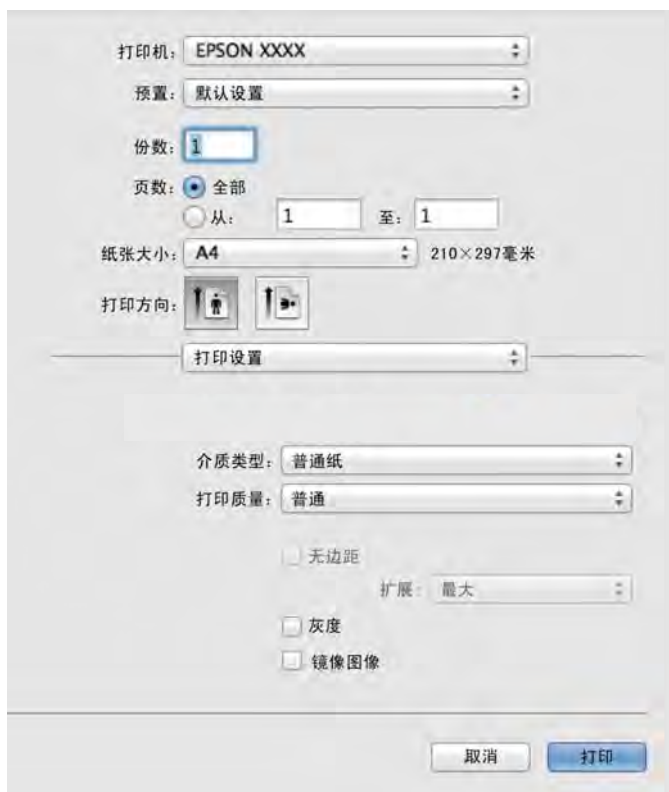 打印机： EPSON XXXX
预置： 默认设置
份数： 1
页数： 全部
从： 1 至： 1
纸张大小： A4 210×297毫米
打印方向：
打印设置
介质类型： 普通纸
打印质量： 普通
无边距
扩展： 最大
灰度
镜像图像
取消 打印